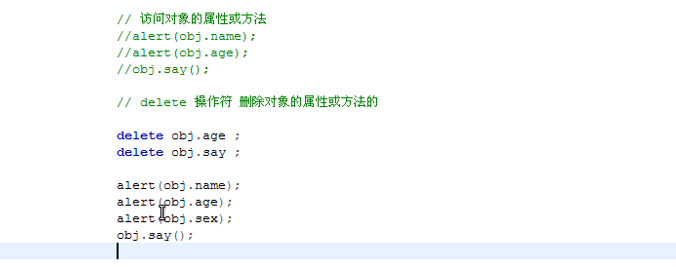 // 访问对象的属性或方法
//alert(obj.name);
//alert(obj.age);
//obj.say();
// delete 操作符 删除对象的属性或方法的
delete obj.age ;
delete obj.say ;
alert(obj.name);
alert(obj.age);
alert(obj.sex);
obj.say();